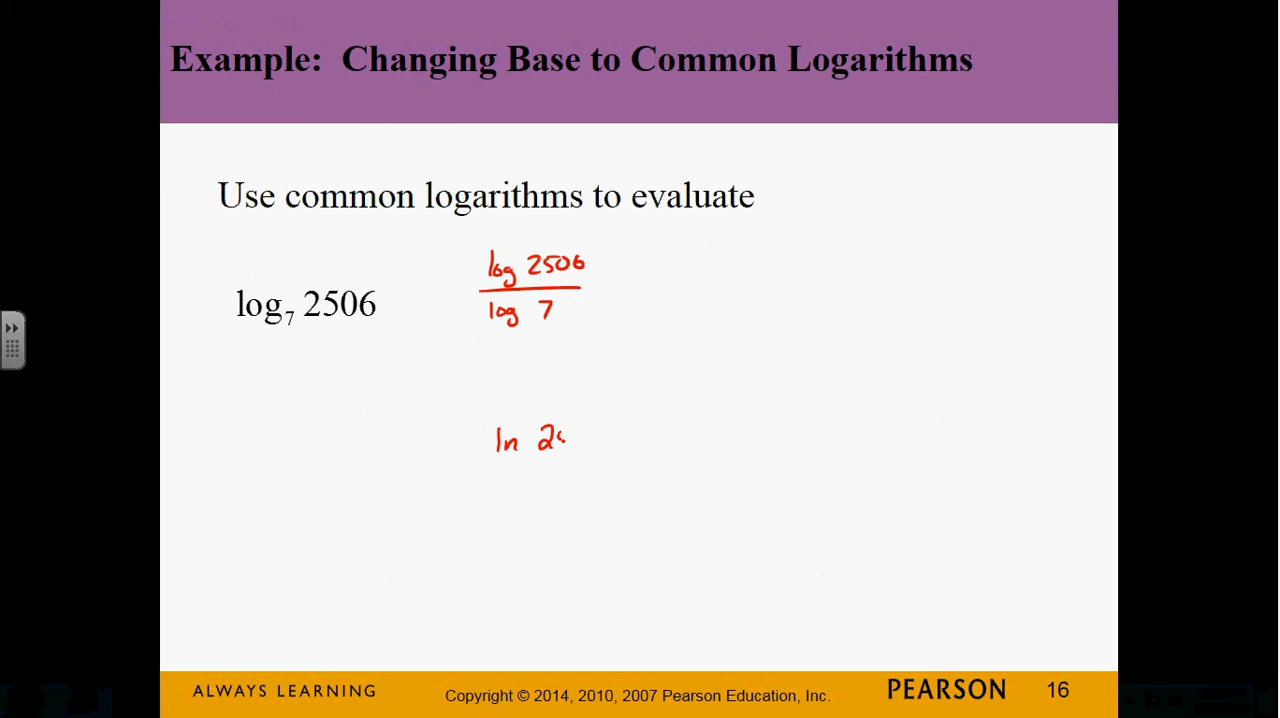 Example: Changing Base to Common Logarithms
Use common logarithms to evaluate
log 2506
log₇ 2506
log 7
ln 2
ALWAYS LEARNING
Copyright © 2014, 2010, 2007 Pearson Education, Inc.
PEARSON
16